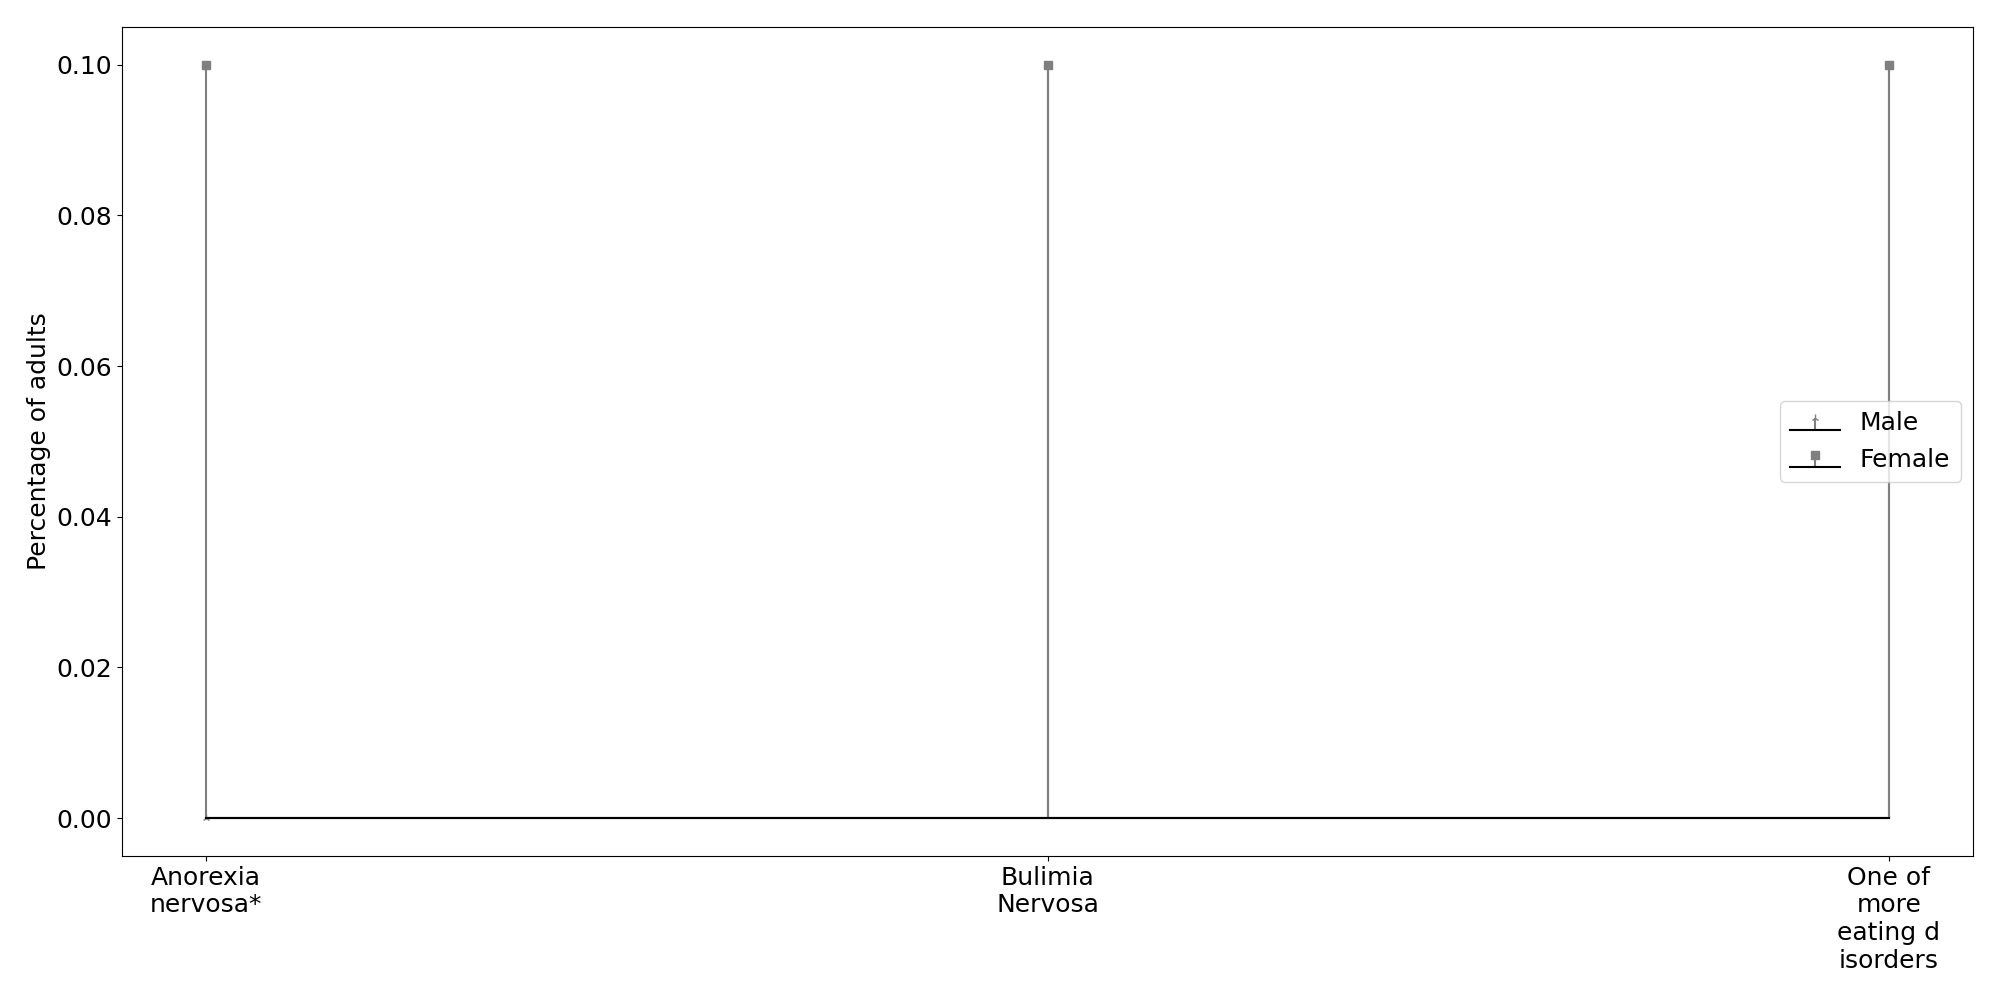 0.10
0.08
0.06
0.04
0.02
0.00
Percentage of adults
Male
Female
Anorexia
nervosa*
Bulimia
Nervosa
One of
more
eating d
isorders